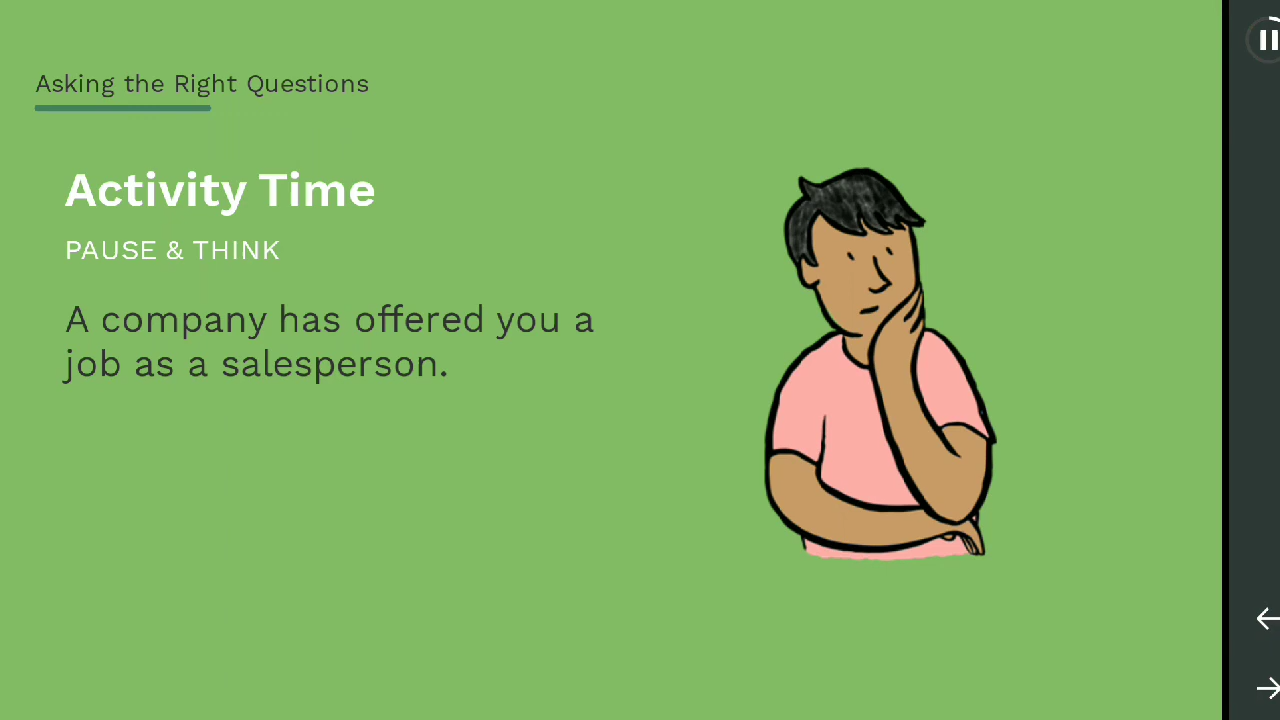 Asking the Right Questions
Activity Time
PAUSE & THINK
A company has offered you a
job as a salesperson.